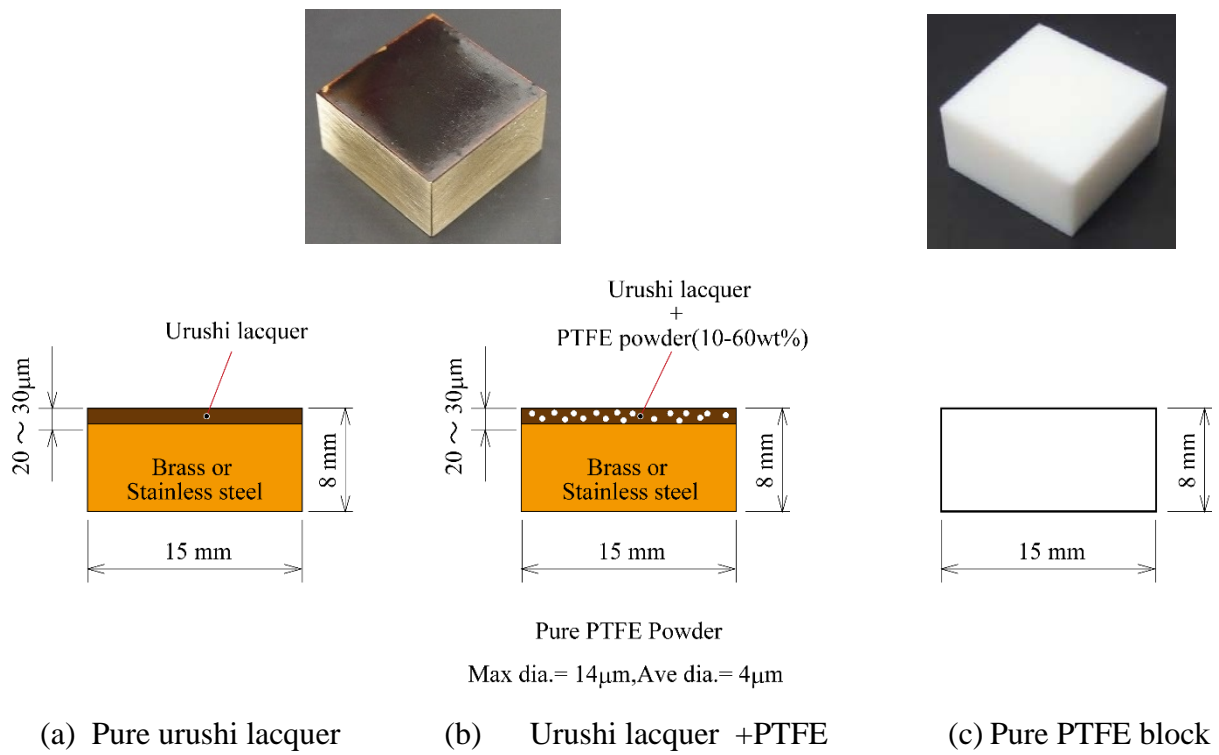 Urushi lacquer
20 ～ 30μm
Brass or
Stainless steel
8 mm
15 mm
Urushi lacquer
+
PTFE powder(10-60wt%)
20 ～ 30μm
Brass or
Stainless steel
8 mm
15 mm
8 mm
15 mm
Pure PTFE Powder
Max dia.= 14μm,Ave dia.= 4μm
(a) Pure urushi lacquer
(b) Urushi lacquer +PTFE
(c) Pure PTFE block